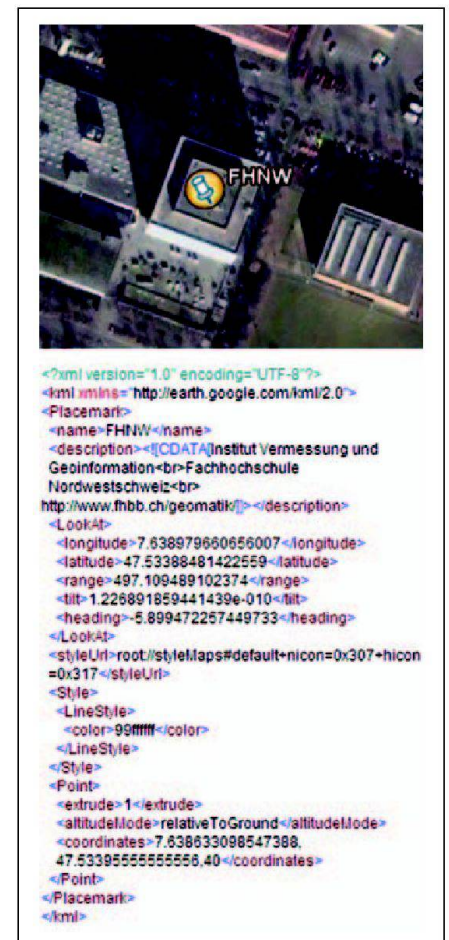 FHNW
<?xml version="1.0" encoding="UTF-8"?>
<kml xmlns="http://earth.google.com/kml/2.0">
<Placemark>
<name>FHNW</name>
<description><![CDATA[Institut Vermessung und
Geoinformation<br>Fachhochschule
Nordwestschweiz<br>
http://www.fhbb.ch/geomatik/]]></description>
<LookAt>
<longitude>7.638979660656007</longitude>
<latitude>47.53388481422559</latitude>
<range>497.109489102374</range>
<tilt>1.226891859441439e-010</tilt>
<heading>-5.899472257449733</heading>
</LookAt>
<styleUrl>root://styleMaps#default+nicon=0x307+hicon
=0x317</styleUrl>
<Style>
<LineStyle>
<color>99ffffff</color>
</LineStyle>
</Style>
<Point>
<extrude>1</extrude>
<altitudeMode>relativeToGround</altitudeMode>
<coordinates>7.638633098547388,
47.53395555555556,40</coordinates>
</Point>
</Placemark>
</kml>